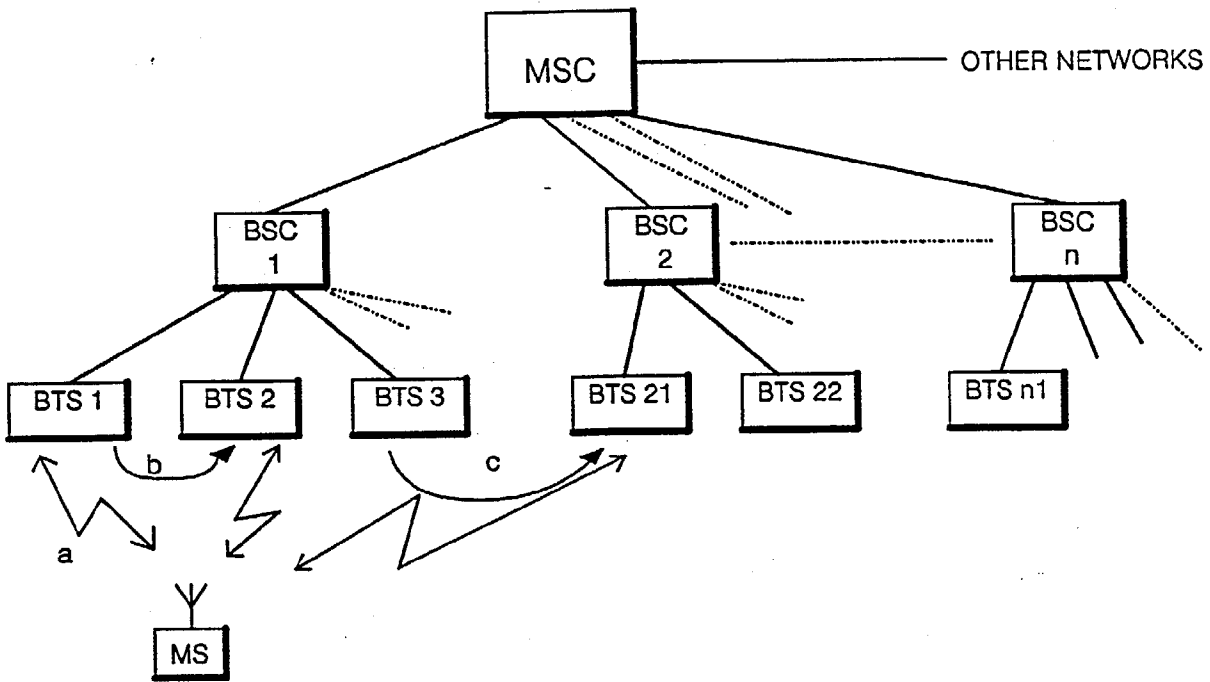 MSC
OTHER NETWORKS
BSC
1
BSC
2
BSC
n
BTS 1
BTS 2
BTS 3
BTS 21
BTS 22
BTS n1
b
c
a
MS